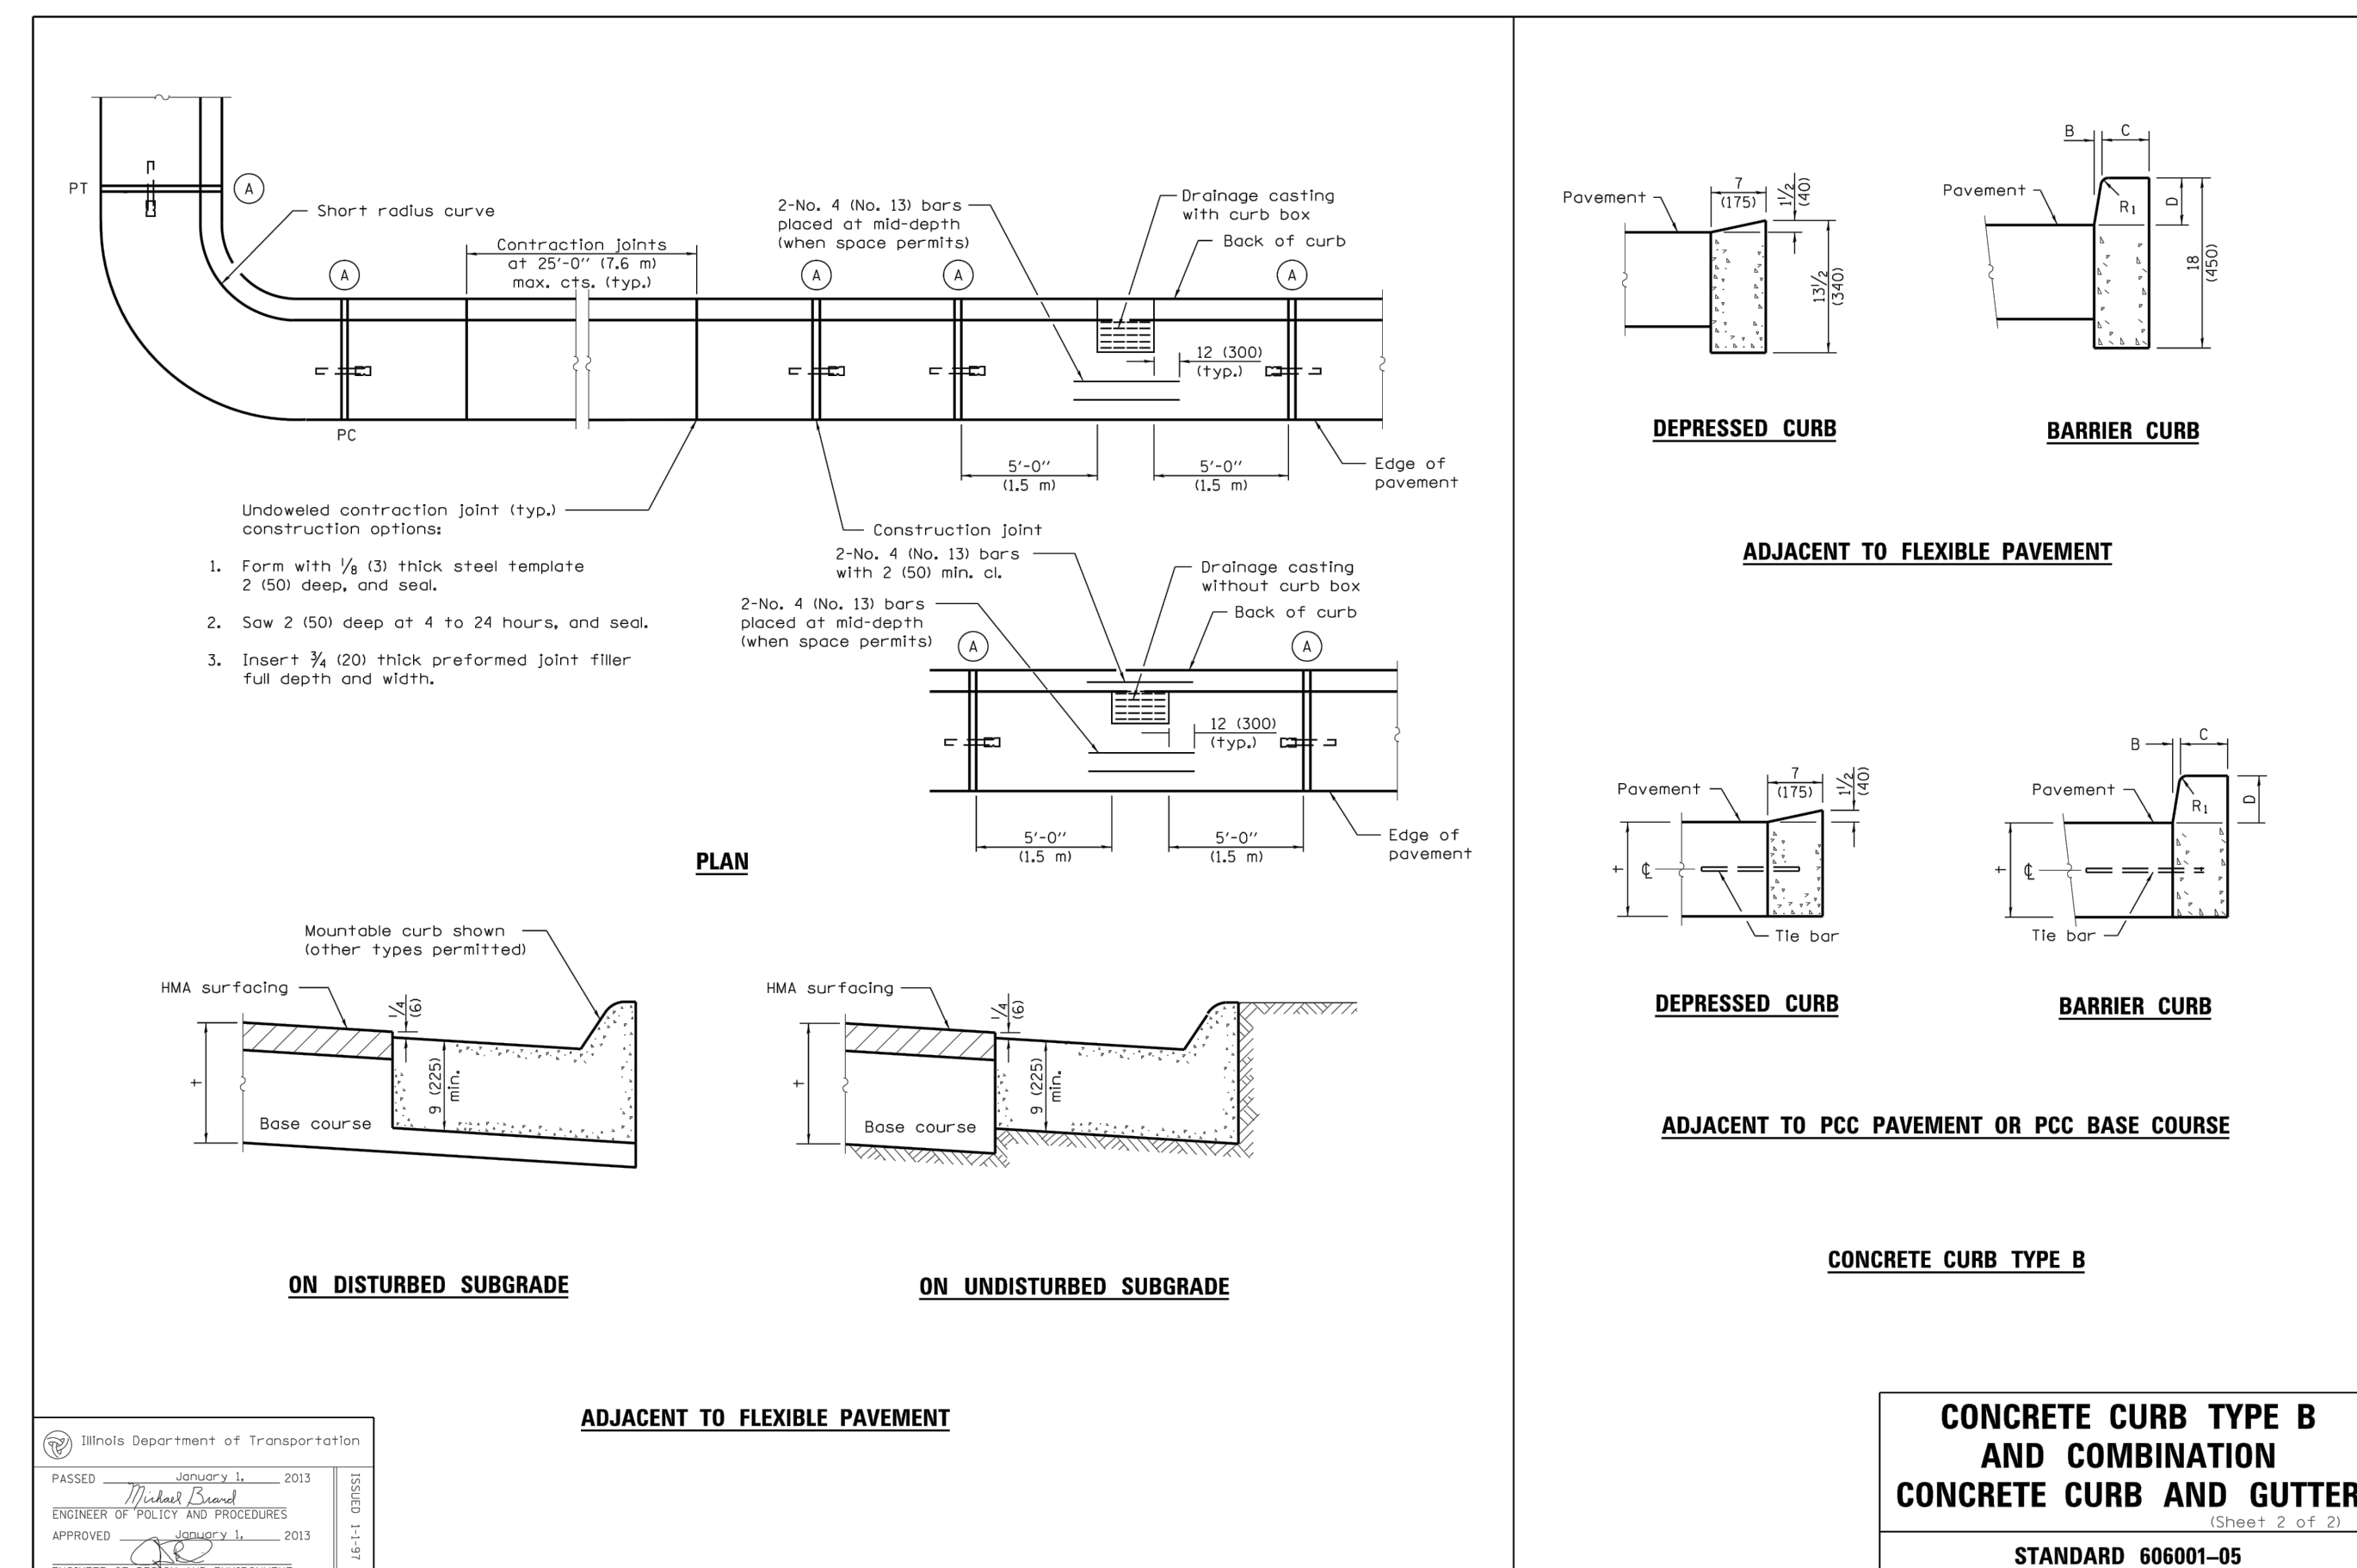 PT
A
Short radius curve
Contraction joints
at 25'-0'' (7.6 m)
max. cts. (typ.)
2-No. 4 (No. 13) bars
placed at mid-depth
(when space permits)
Drainage casting
with curb box
Back of curb
A
A
A
A
12 (300)
(typ.)
PC
5'-0''
(1.5 m)
5'-0''
(1.5 m)
Edge of
pavement
Undoweled contraction joint (typ.)
construction options:
1. Form with 1/8 (3) thick steel template
2 (50) deep, and seal.
2. Saw 2 (50) deep at 4 to 24 hours, and seal.
3. Insert 3/4 (20) thick preformed joint filler
full depth and width.
Construction joint
2-No. 4 (No. 13) bars
with 2 (50) min. cl.
2-No. 4 (No. 13) bars
placed at mid-depth
(when space permits)
Drainage casting
without curb box
Back of curb
A
A
12 (300)
(typ.)
5'-0''
(1.5 m)
5'-0''
(1.5 m)
Edge of
pavement
PLAN
Mountable curb shown
(other types permitted)
HMA surfacing
1/4
(6)
t
9 (225)
min.
Base course
ON DISTURBED SUBGRADE
HMA surfacing
1/4
(6)
t
9 (225)
min.
Base course
ON UNDISTURBED SUBGRADE
ADJACENT TO FLEXIBLE PAVEMENT
Pavement
7
(175)
1 1/2
(40)
13 1/2
(340)
DEPRESSED CURB
Pavement
B
C
R1
D
18
(450)
BARRIER CURB
ADJACENT TO FLEXIBLE PAVEMENT
Pavement
7
(175)
1 1/2
(40)
t
℄
Tie bar
DEPRESSED CURB
Pavement
B
C
R1
D
t
℄
Tie bar
BARRIER CURB
ADJACENT TO PCC PAVEMENT OR PCC BASE COURSE
CONCRETE CURB TYPE B
Illinois Department of Transportation
PASSED January 1, 2013
Michael Brand
ENGINEER OF POLICY AND PROCEDURES
APPROVED January 1, 2013
ISSUED 1-1-97
CONCRETE CURB TYPE B
AND COMBINATION
CONCRETE CURB AND GUTTER
(Sheet 2 of 2)
STANDARD 606001–05